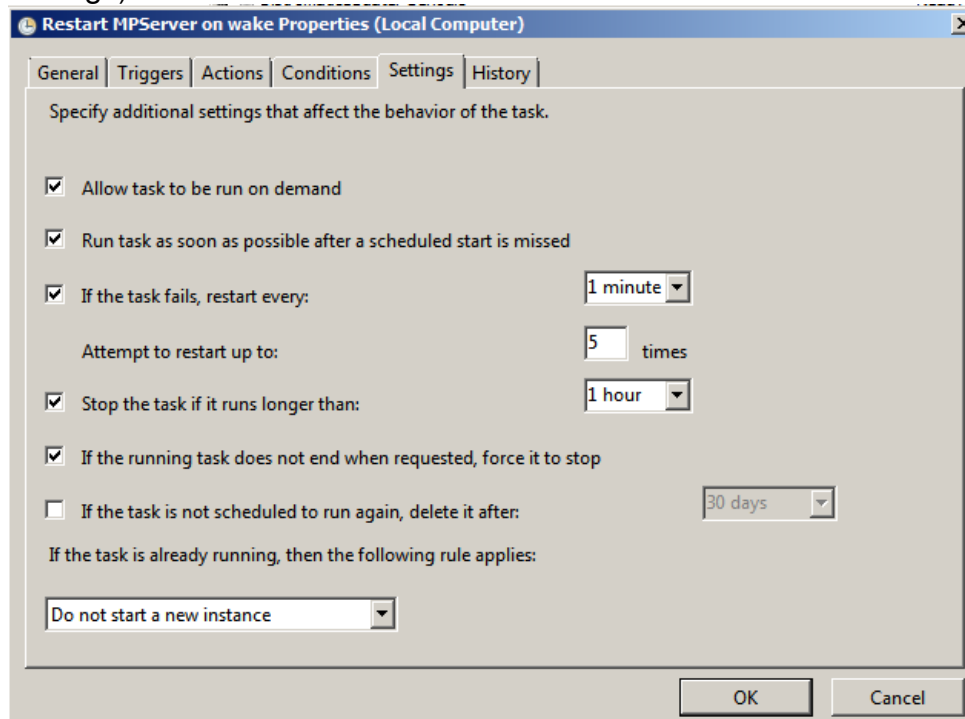 Restart MPServer on wake Properties (Local Computer)
General Triggers Actions Conditions Settings History
Specify additional settings that affect the behavior of the task.
Allow task to be run on demand
Run task as soon as possible after a scheduled start is missed
If the task fails, restart every: 1 minute
Attempt to restart up to: 5 times
Stop the task if it runs longer than: 1 hour
If the running task does not end when requested, force it to stop
If the task is not scheduled to run again, delete it after: 30 days
If the task is already running, then the following rule applies:
Do not start a new instance
OK Cancel